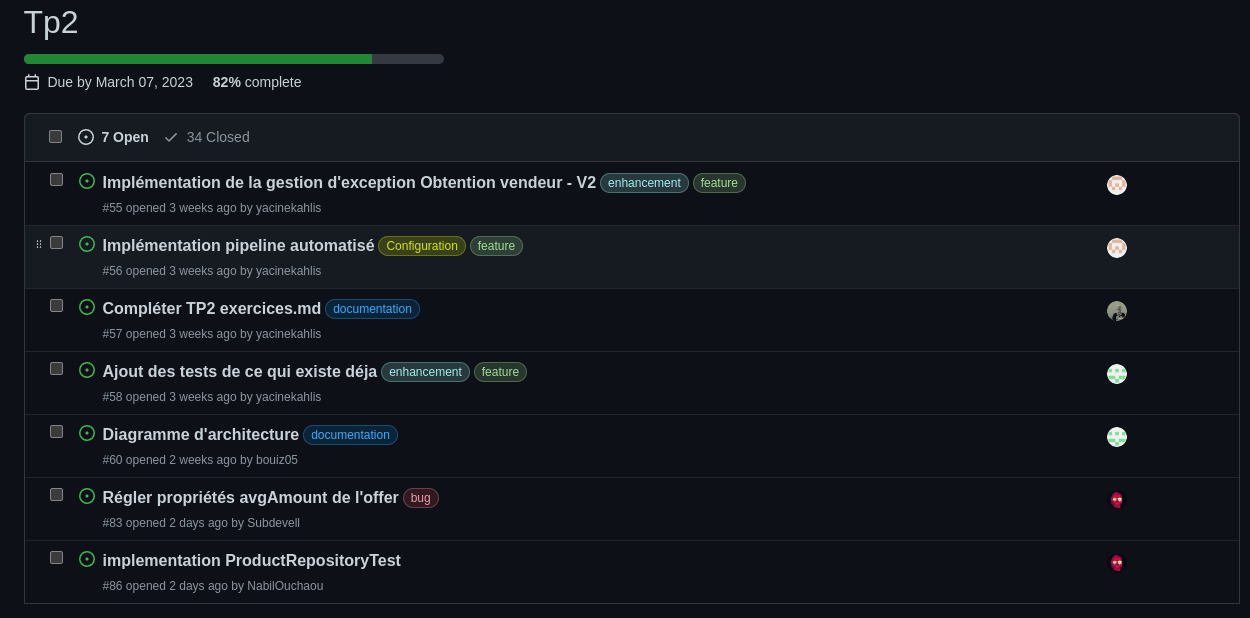 Tp2
Due by March 07, 2023 82% complete
7 Open 34 Closed
Implémentation de la gestion d'exception Obtention vendeur - V2 enhancement feature
#55 opened 3 weeks ago by yacinekahlis
Implémentation pipeline automatisé Configuration feature
#56 opened 3 weeks ago by yacinekahlis
Compléter TP2 exercices.md documentation
#57 opened 3 weeks ago by yacinekahlis
Ajout des tests de ce qui existe déja enhancement feature
#58 opened 3 weeks ago by yacinekahlis
Diagramme d'architecture documentation
#60 opened 2 weeks ago by bouiz05
Régler propriétés avgAmount de l'offer bug
#83 opened 2 days ago by Subdevell
implementation ProductRepositoryTest
#86 opened 2 days ago by NabilOuchaou